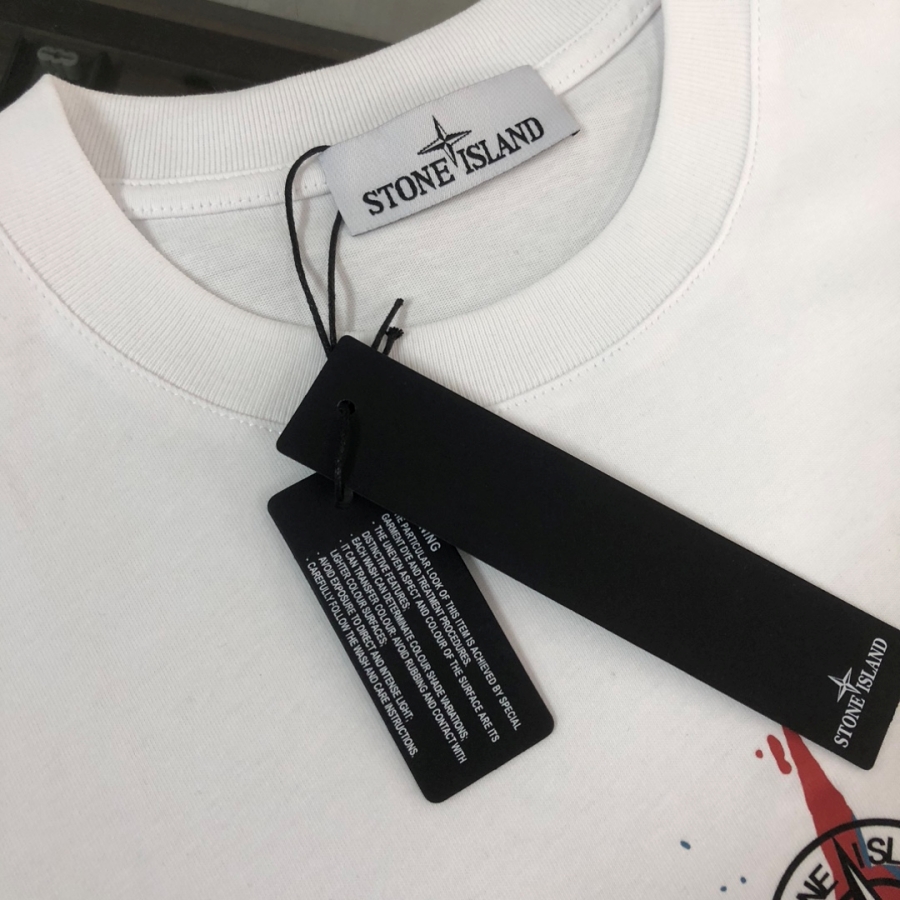 STONE ISLAND
PARTICULAR LOOK OF THIS ITEM IS ACHIEVED BY SPECIAL
GARMENT DYE AND TREATMENT PROCEDURES.
· THE UNEVEN ASPECT AND COLOUR OF THE SURFACE ARE ITS
DISTINCTIVE FEATURES;
· EACH WASH CAN DETERMINATE COLOUR SHADE VARIATIONS;
· IT CAN TRANSFER COLOUR: AVOID RUBBING AND CONTACT WITH
LIGHTER COLOUR SURFACES;
· AVOID EXPOSURE TO DIRECT AND INTENSE LIGHT;
· CAREFULLY FOLLOW THE WASH AND CARE INSTRUCTIONS.
STONE ISLAND